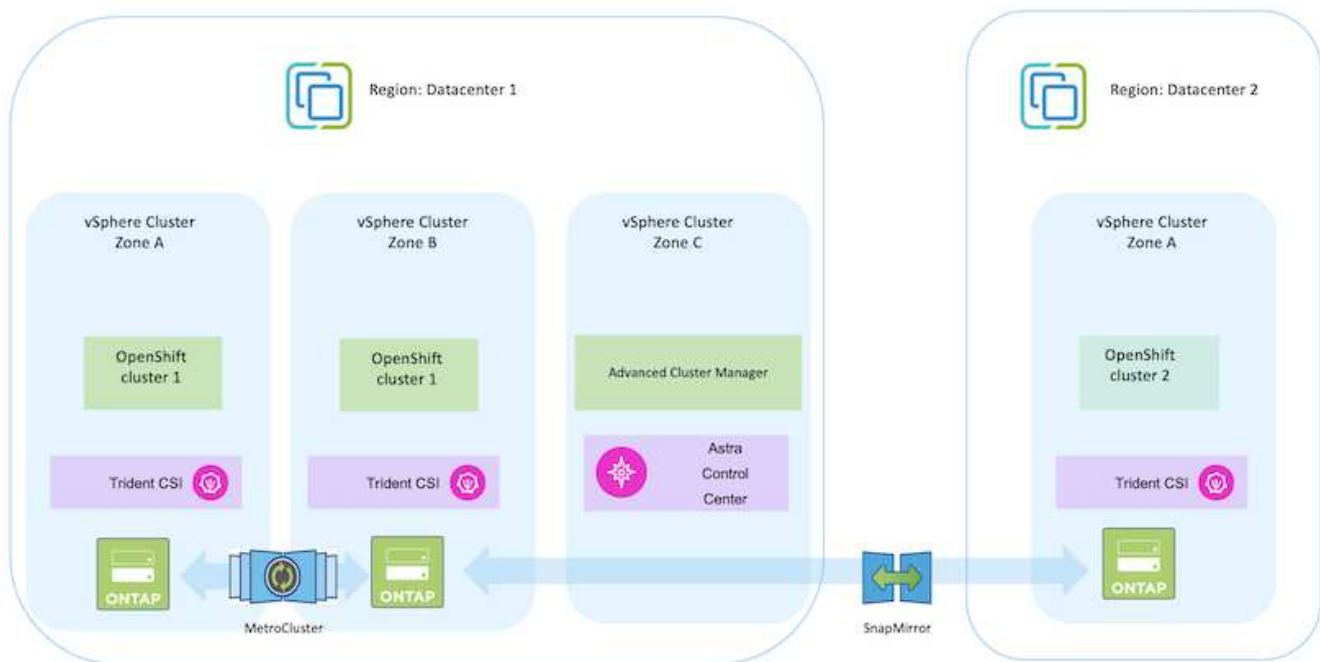 Region: Datacenter 1
Region: Datacenter 2
vSphere Cluster
Zone A
vSphere Cluster
Zone B
vSphere Cluster
Zone C
vSphere Cluster
Zone A
OpenShift
cluster 1
OpenShift
cluster 1
Advanced Cluster Manager
OpenShift
cluster 2
Trident CSI
Trident CSI
Astra
Control
Center
Trident CSI
ONTAP
ONTAP
ONTAP
MetroCluster
SnapMirror